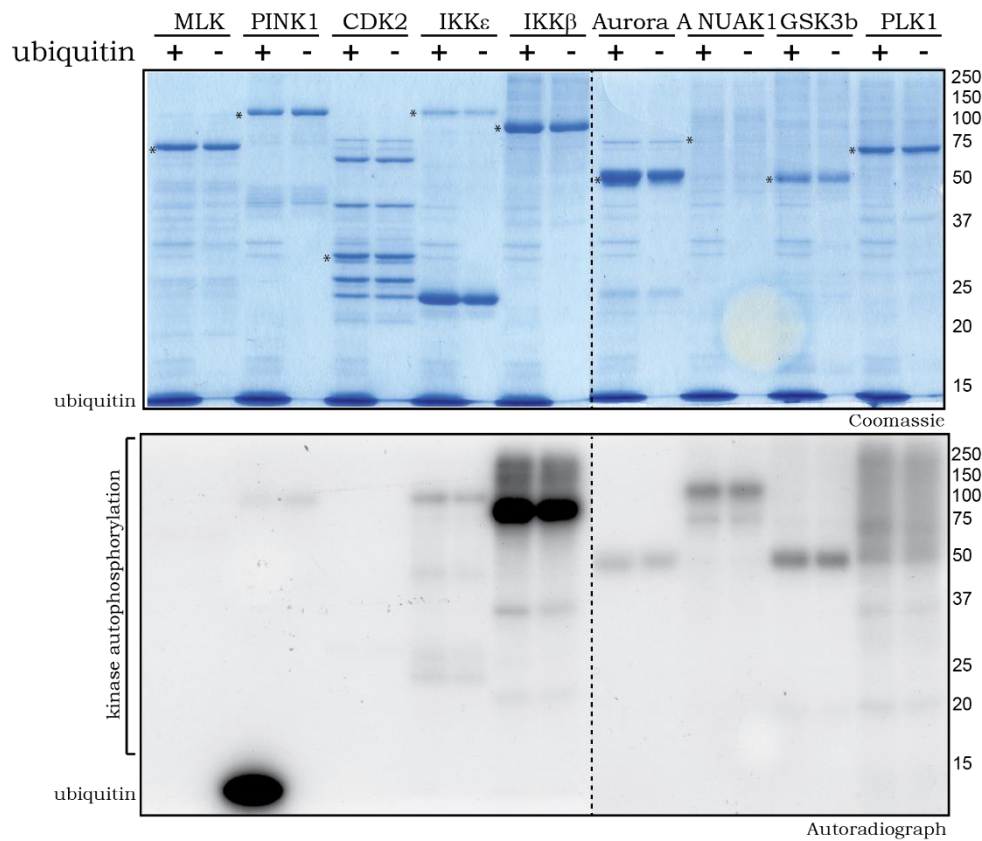 MLK PINK1 CDK2 IKKε IKKβ Aurora A NUAK1 GSK3b PLK1
ubiquitin + - + - + - + - + - + - + - + - + -
250
150
100
75
50
37
25
20
15
* * * * * * * * *
ubiquitin
Coomassie
kinase autophosphorylation
250
150
100
75
50
37
25
20
15
ubiquitin
Autoradiograph